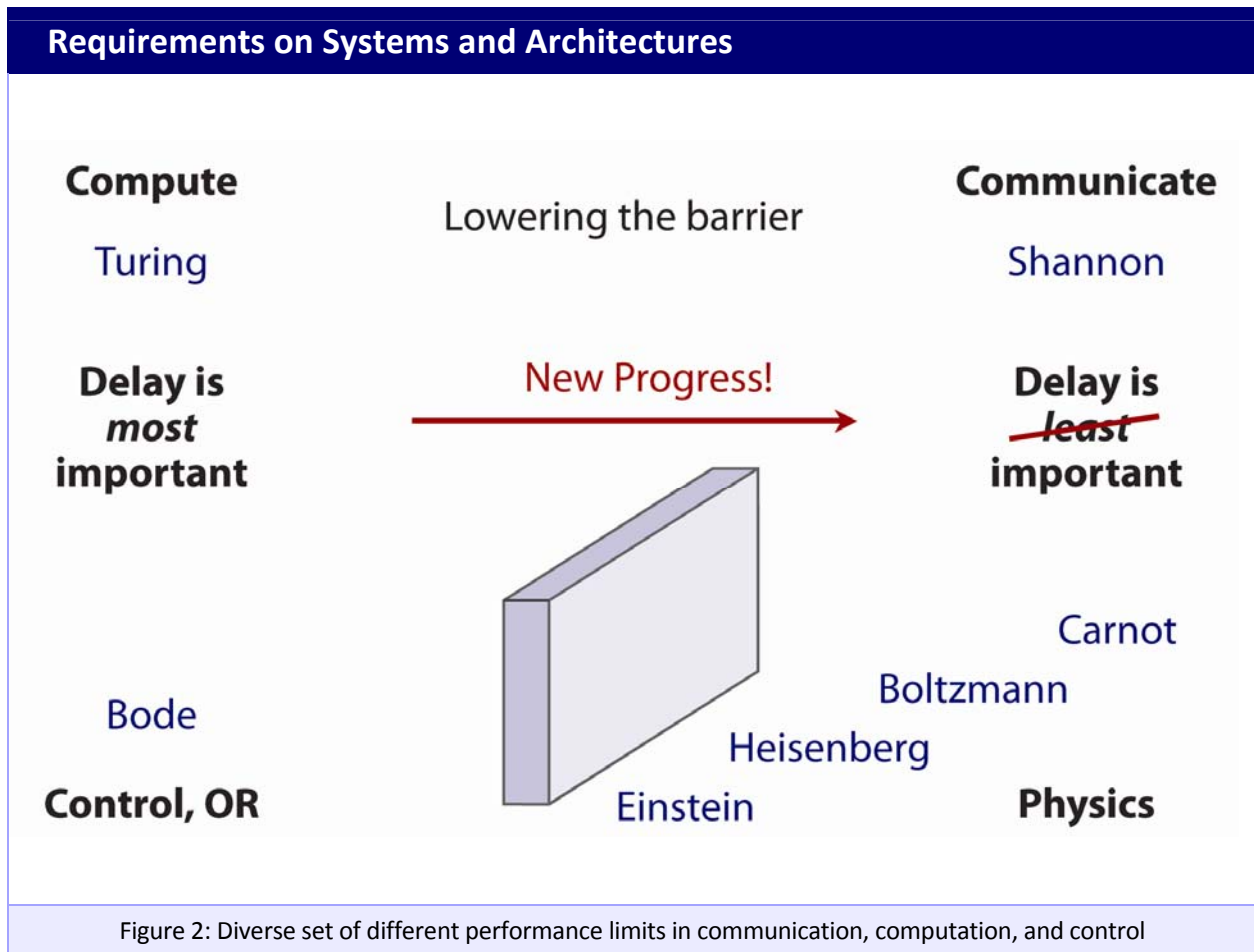 Requirements on Systems and Architectures
Compute
Communicate
Lowering the barrier
Turing
Shannon
Delay is
most
important
New Progress!
Delay is
least
important
Carnot
Boltzmann
Bode
Heisenberg
Control, OR
Einstein
Physics
Figure 2: Diverse set of different performance limits in communication, computation, and control